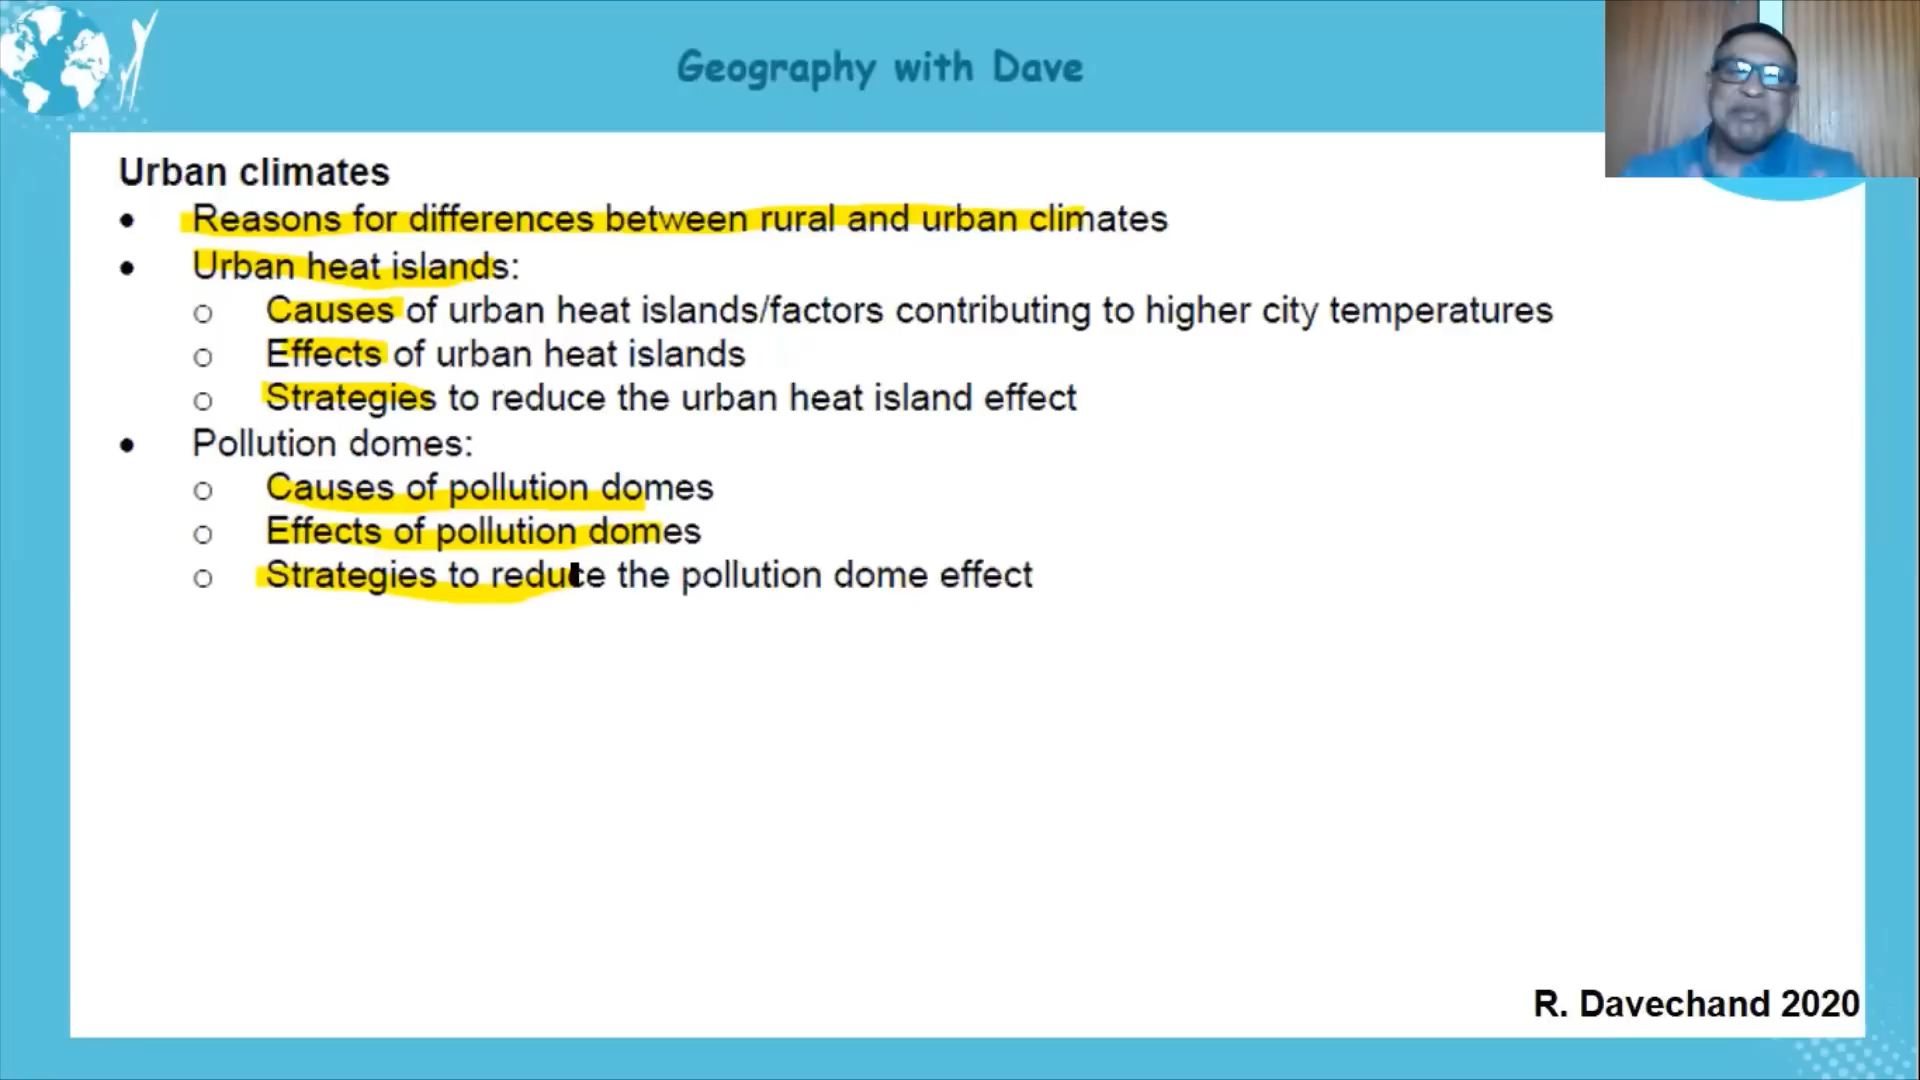 Geography with Dave
Urban climates
• Reasons for differences between rural and urban climates
• Urban heat islands:
o Causes of urban heat islands/factors contributing to higher city temperatures
o Effects of urban heat islands
o Strategies to reduce the urban heat island effect
• Pollution domes:
o Causes of pollution domes
o Effects of pollution domes
o Strategies to reduce the pollution dome effect
R. Davechand 2020